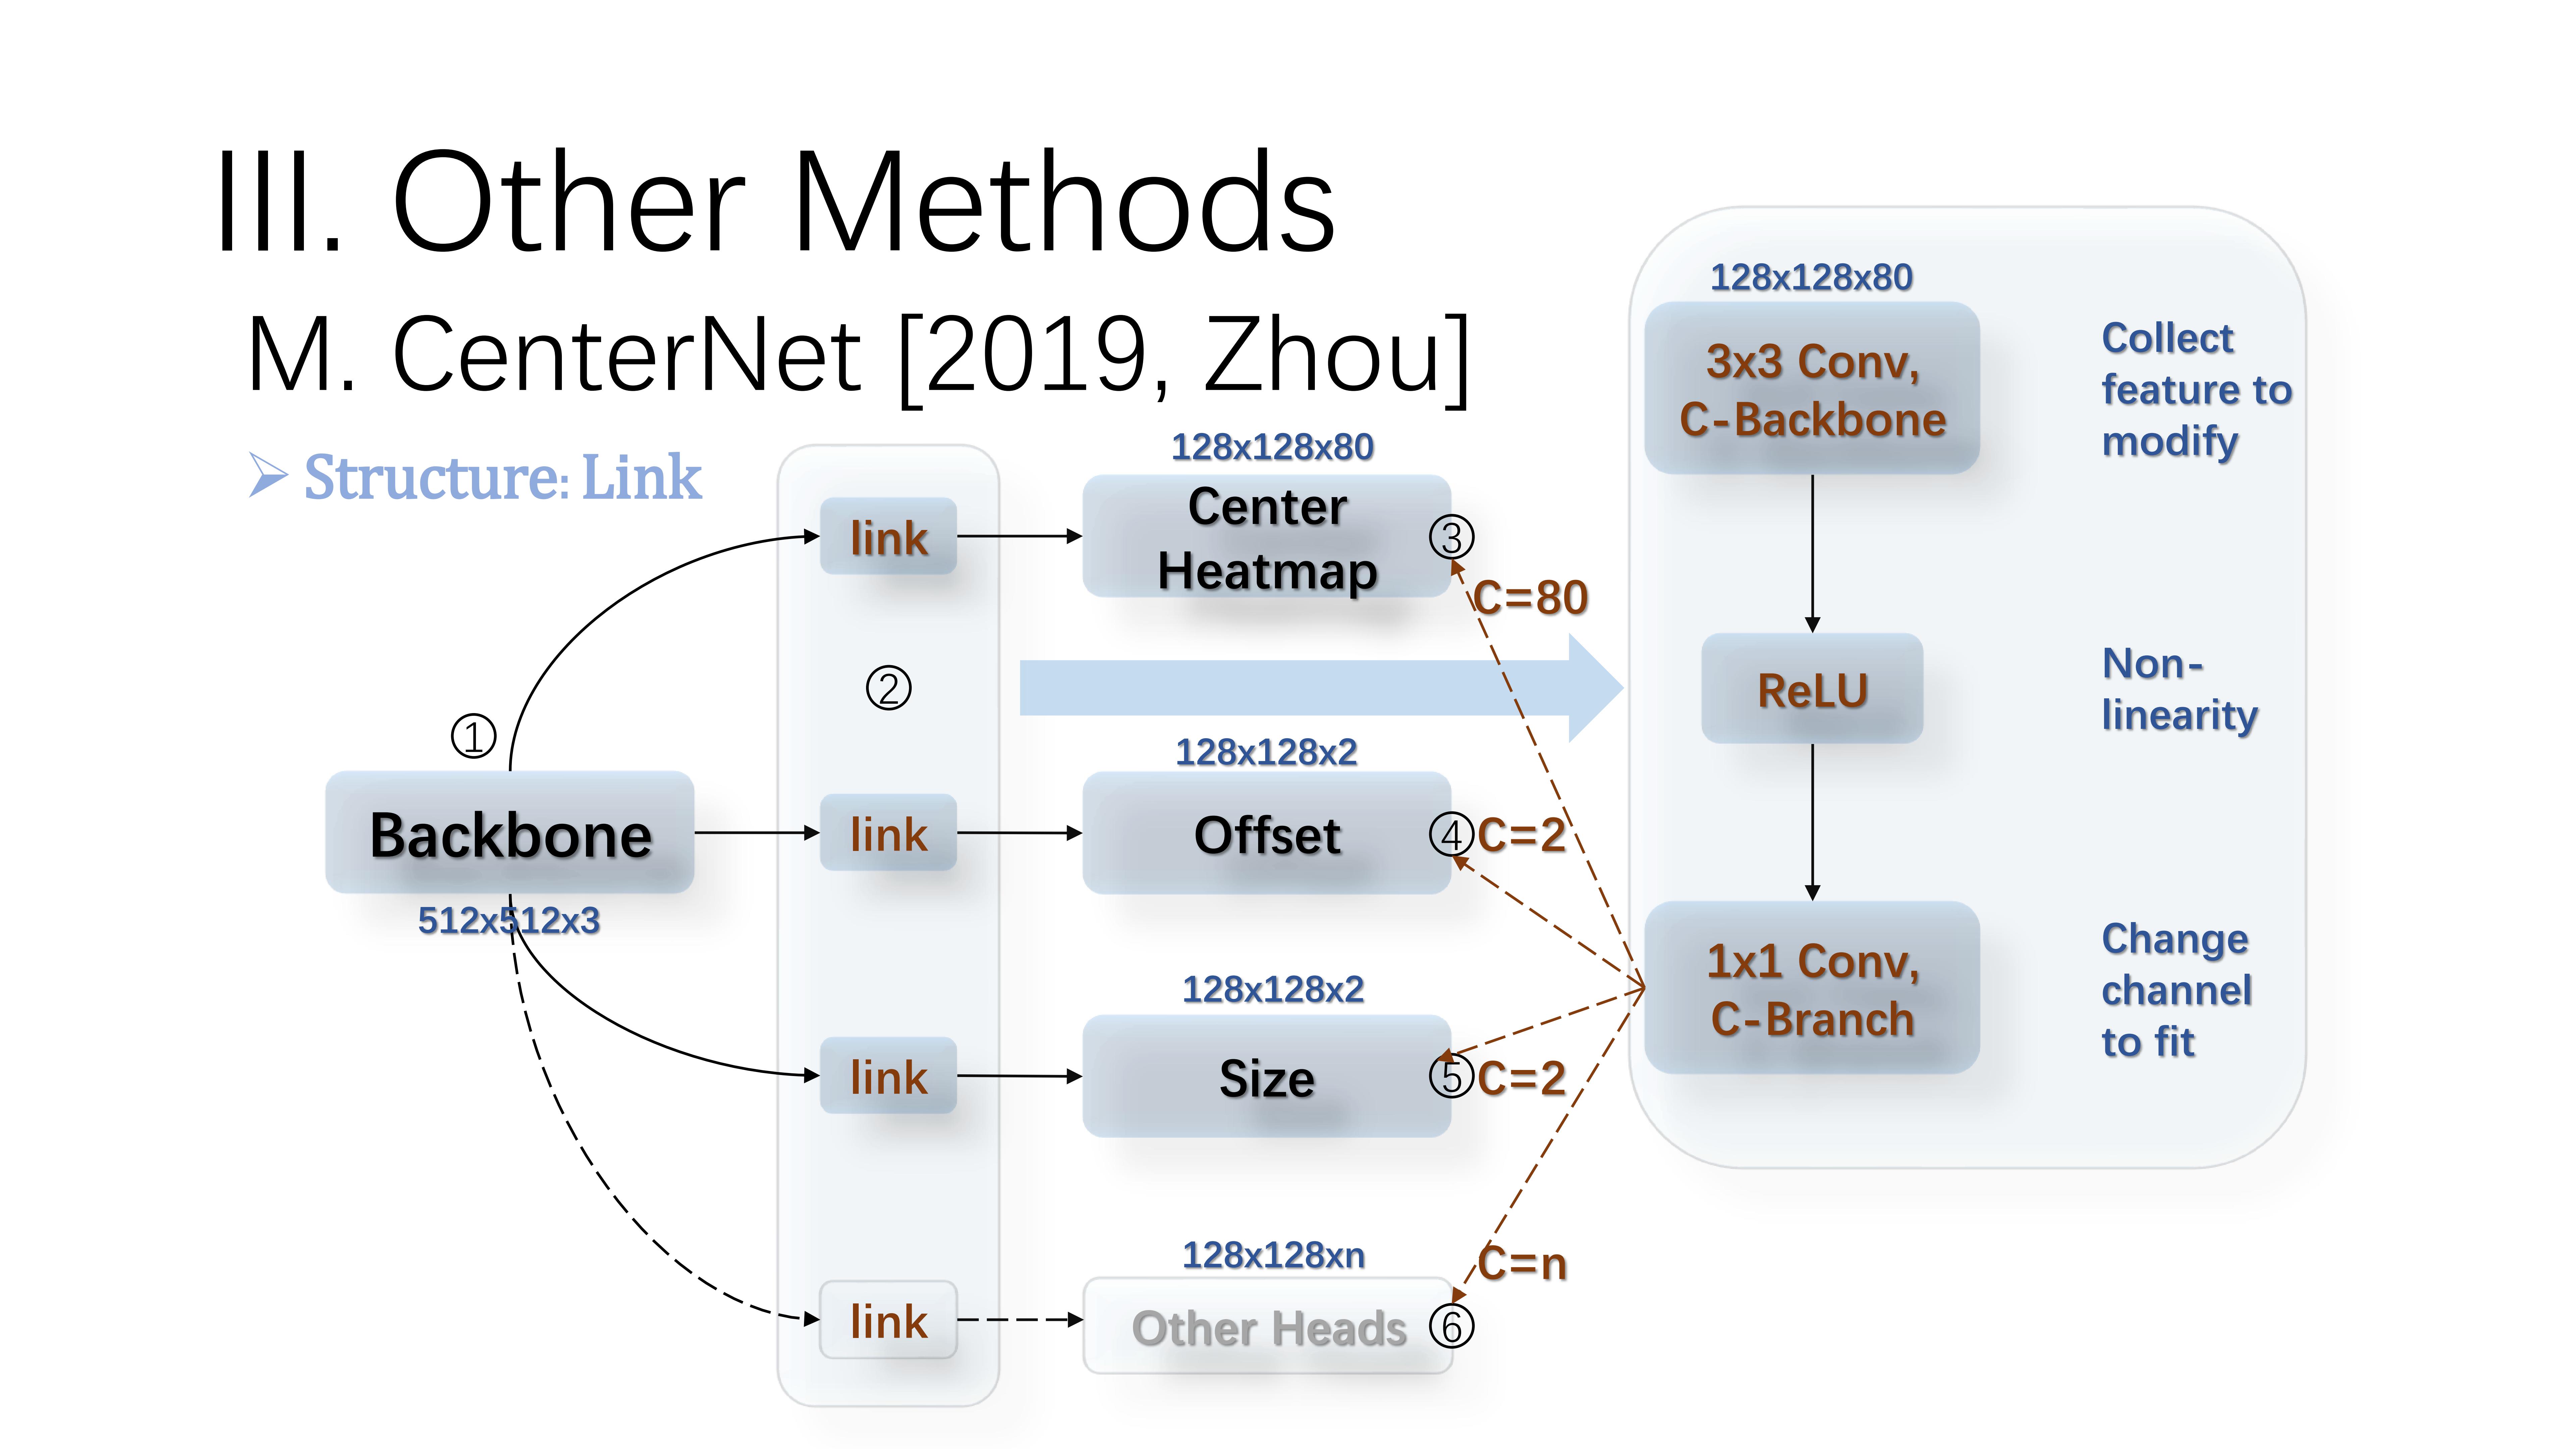 III. Other Methods
M. CenterNet [2019, Zhou]
➢ Structure: Link
①
Backbone
512x512x3
link
②
link
link
link
128x128x80
Center
Heatmap
③
C=80
128x128x2
Offset
④
C=2
128x128x2
Size
⑤
C=2
128x128xn
Other Heads
⑥
C=n
128x128x80
3x3 Conv,
C-Backbone
Collect
feature to
modify
ReLU
Non-
linearity
1x1 Conv,
C-Branch
Change
channel
to fit